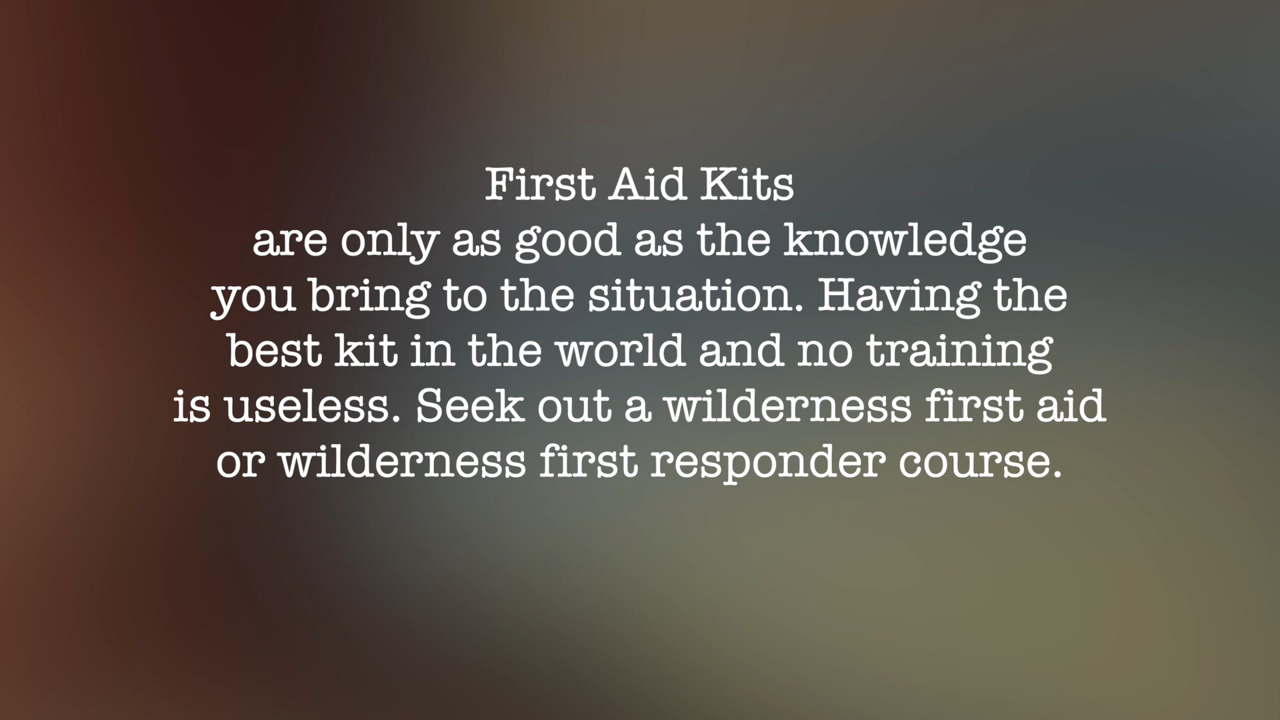 First Aid Kits
are only as good as the knowledge
you bring to the situation. Having the
best kit in the world and no training
is useless. Seek out a wilderness first aid
or wilderness first responder course.